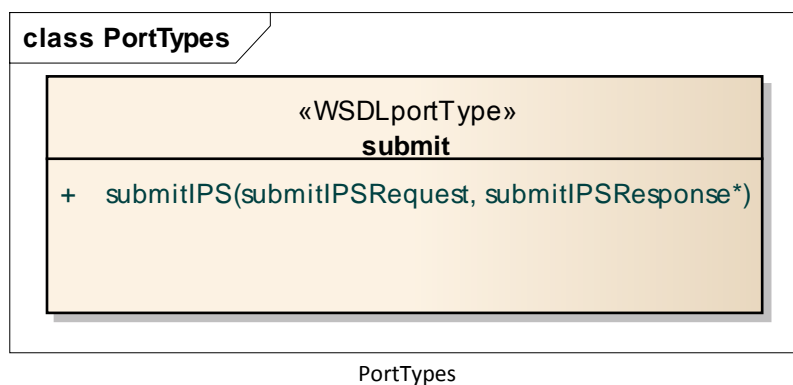 class PortTypes
«WSDLportType»
submit
+ submitIPS(submitIPSRequest, submitIPSResponse*)
PortTypes